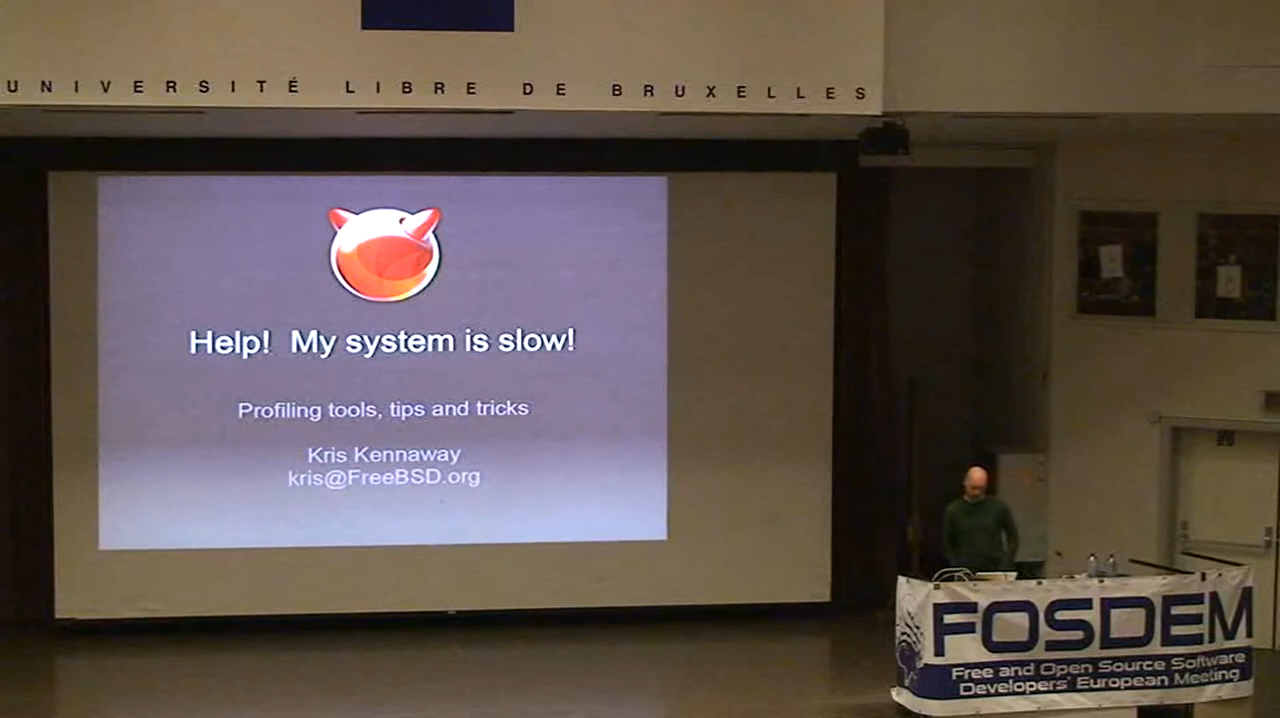 UNIVERSITÉ LIBRE DE BRUXELLES
Help! My system is slow!
Profiling tools, tips and tricks
Kris Kennaway
kris@FreeBSD.org
FOSDEM
Free and Open Source Software
Developers' European Meeting